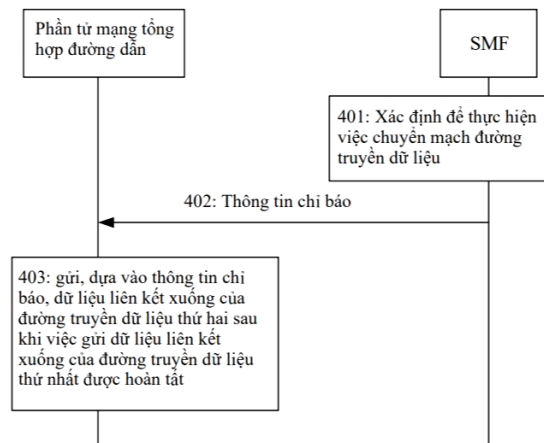 Phần tử mạng tổng
hợp đường dẫn
SMF
401: Xác định để thực hiện
việc chuyển mạch đường
truyền dữ liệu
402: Thông tin chỉ báo
403: gửi, dựa vào thông tin chỉ
báo, dữ liệu liên kết xuống của
đường truyền dữ liệu thứ hai sau
khi việc gửi dữ liệu liên kết
xuống của đường truyền dữ liệu
thứ nhất được hoàn tất